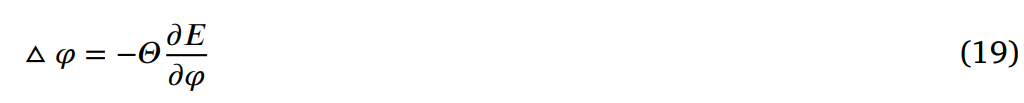 △ φ = −Θ ∂E/∂φ (19)